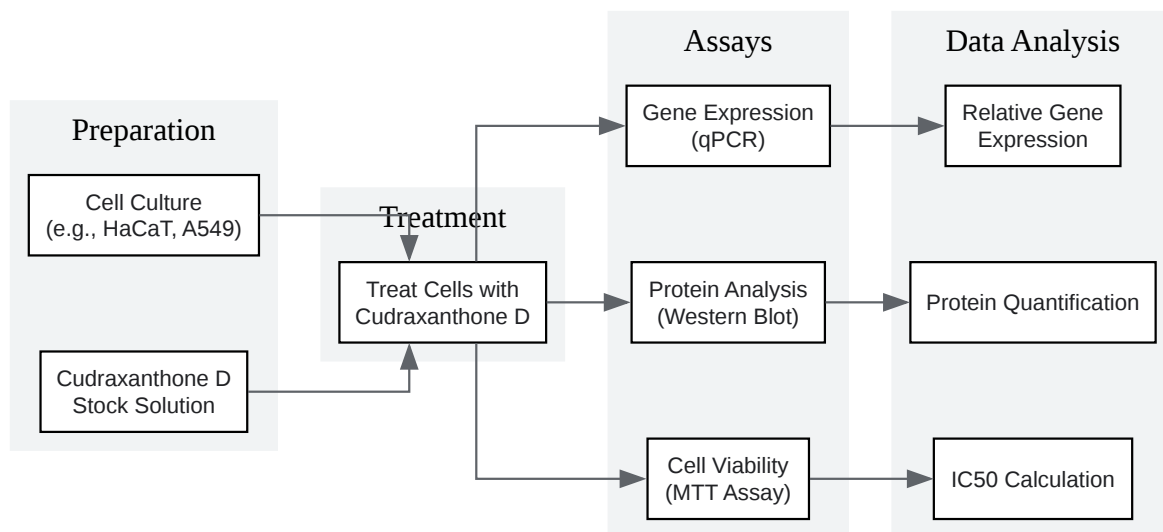 Preparation
Cell Culture
(e.g., HaCaT, A549)
Cudraxanthone D
Stock Solution
Treatment
Treat Cells with
Cudraxanthone D
Assays
Gene Expression
(qPCR)
Protein Analysis
(Western Blot)
Cell Viability
(MTT Assay)
Data Analysis
Relative Gene
Expression
Protein Quantification
IC50 Calculation